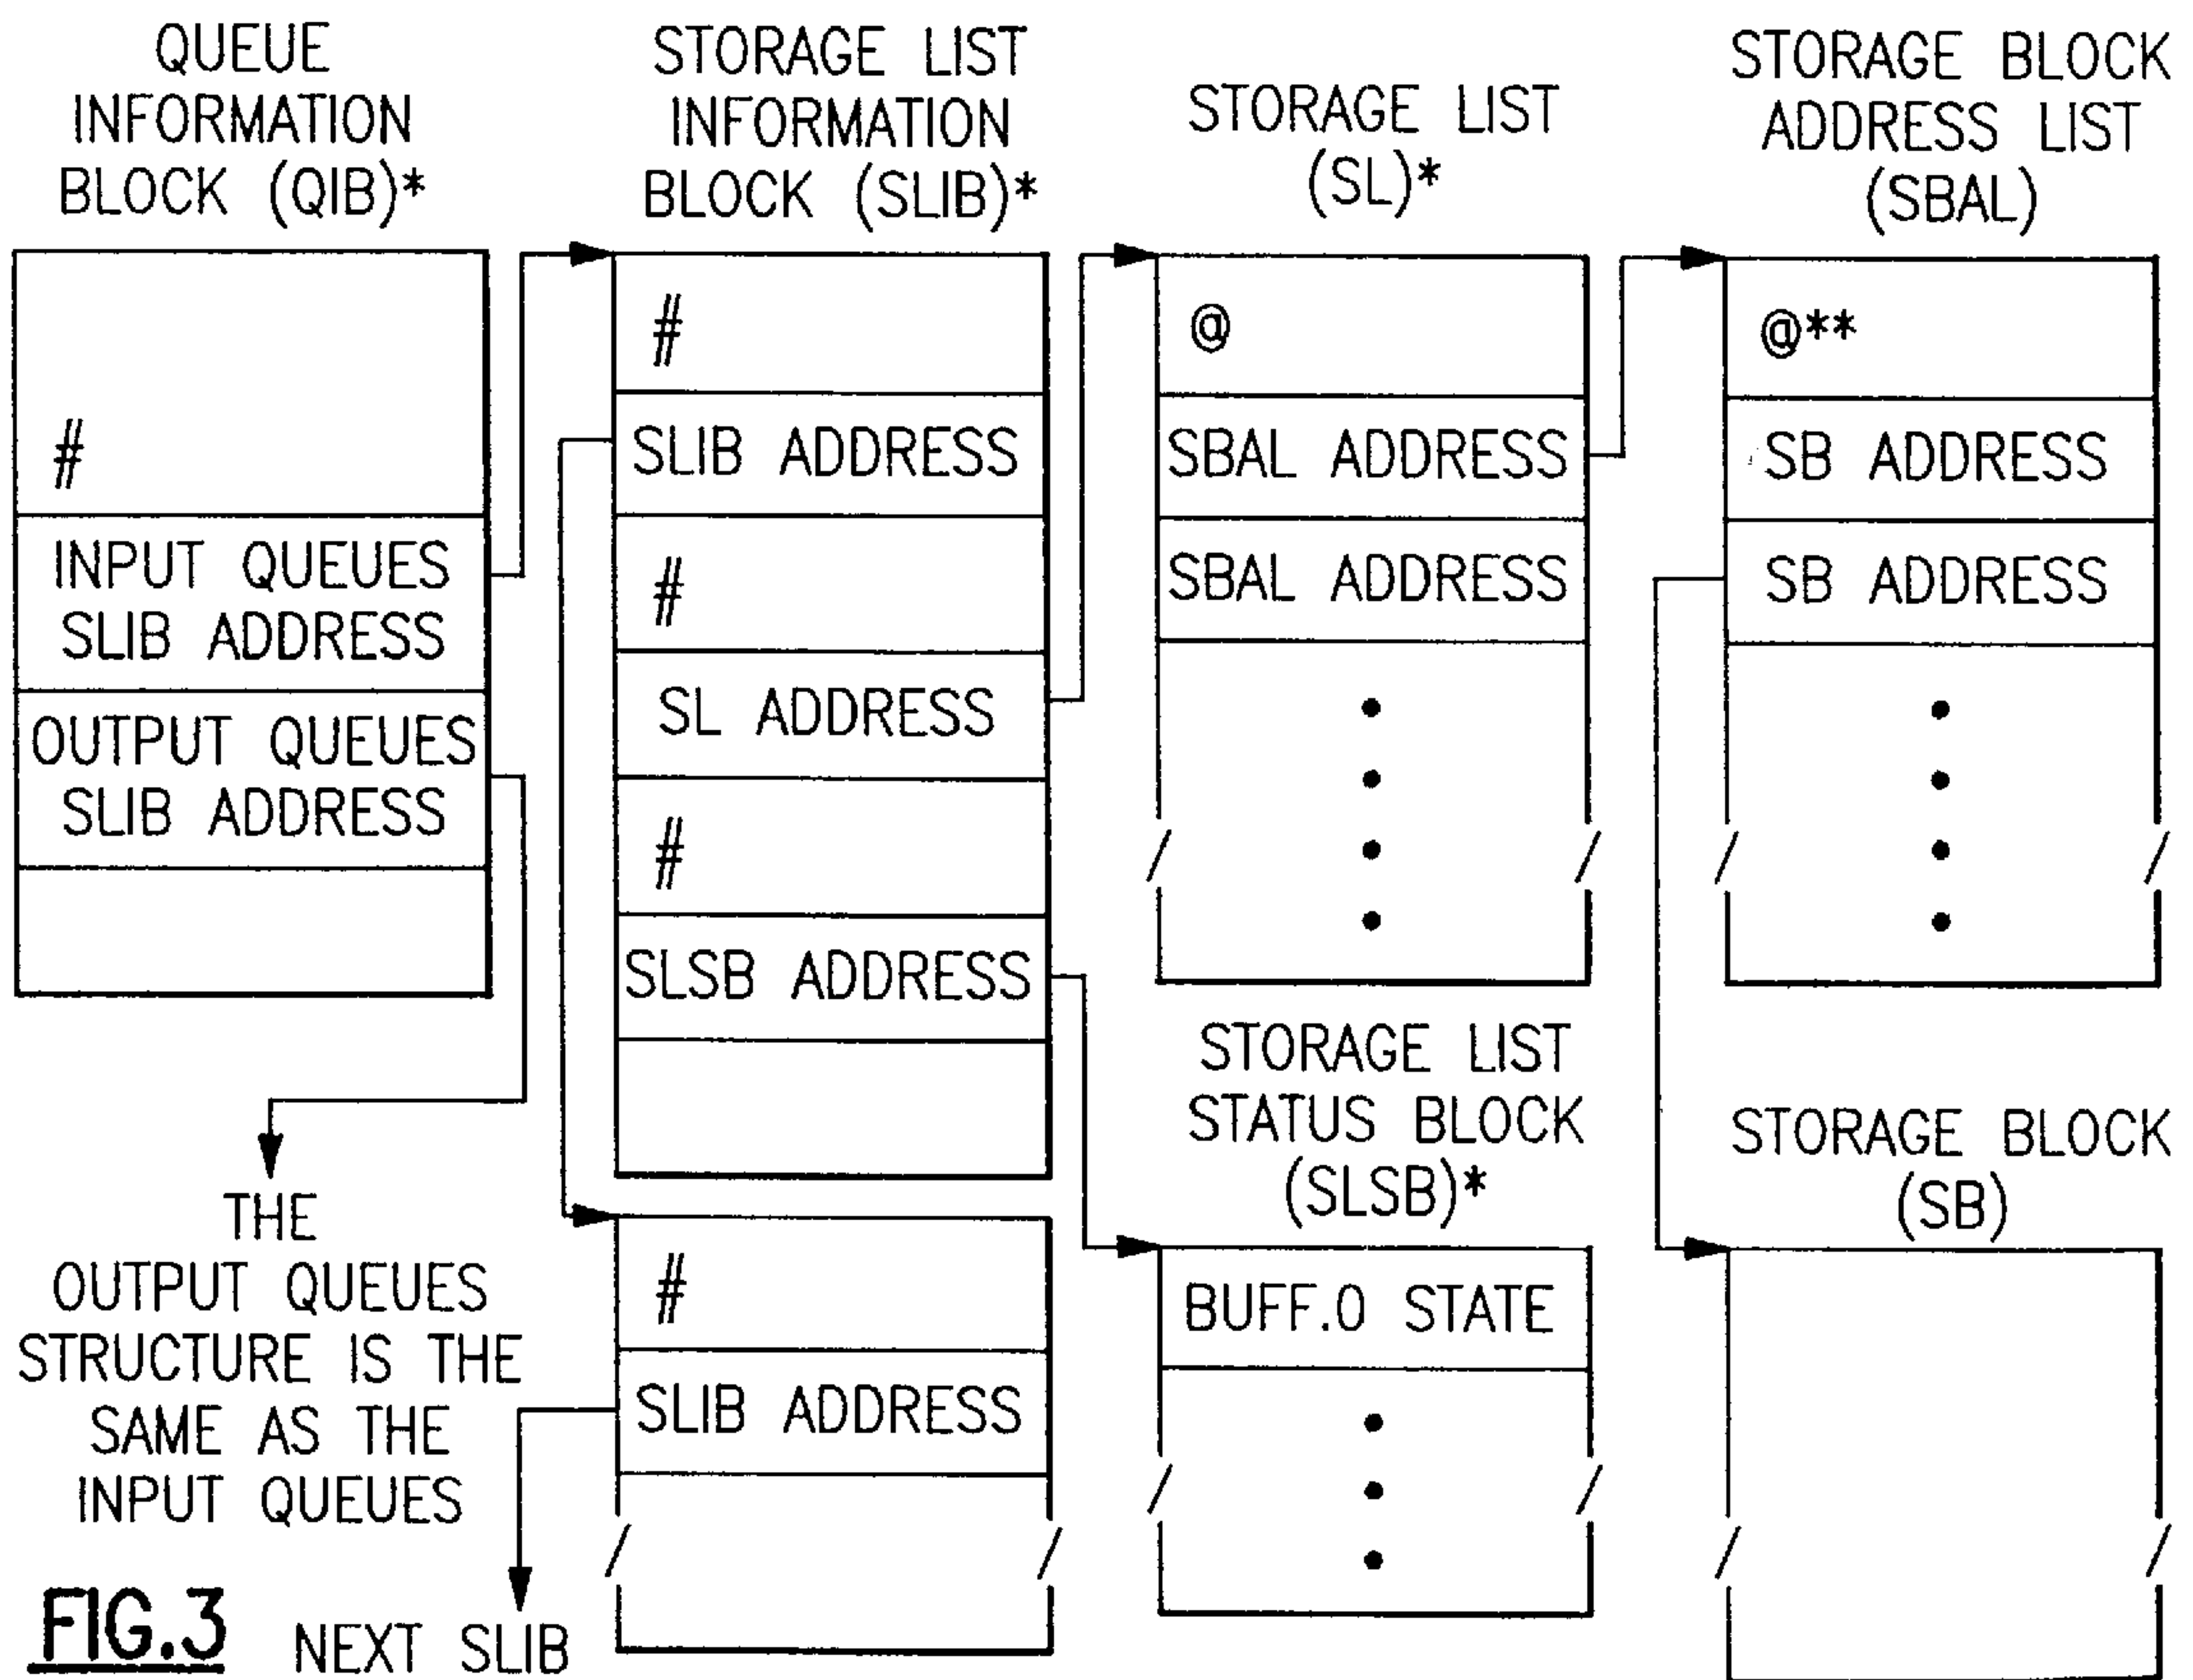 QUEUE
INFORMATION
BLOCK (QIB)*
#
INPUT QUEUES
SLIB ADDRESS
OUTPUT QUEUES
SLIB ADDRESS
THE
OUTPUT QUEUES
STRUCTURE IS THE
SAME AS THE
INPUT QUEUES
STORAGE LIST
INFORMATION
BLOCK (SLIB)*
#
SLIB ADDRESS
#
SL ADDRESS
#
SLSB ADDRESS
#
SLIB ADDRESS
NEXT SLIB
STORAGE LIST
(SL)*
@
SBAL ADDRESS
SBAL ADDRESS
STORAGE LIST
STATUS BLOCK
(SLSB)*
BUFF.0 STATE
STORAGE BLOCK
ADDRESS LIST
(SBAL)
@**
SB ADDRESS
SB ADDRESS
STORAGE BLOCK
(SB)
FIG.3